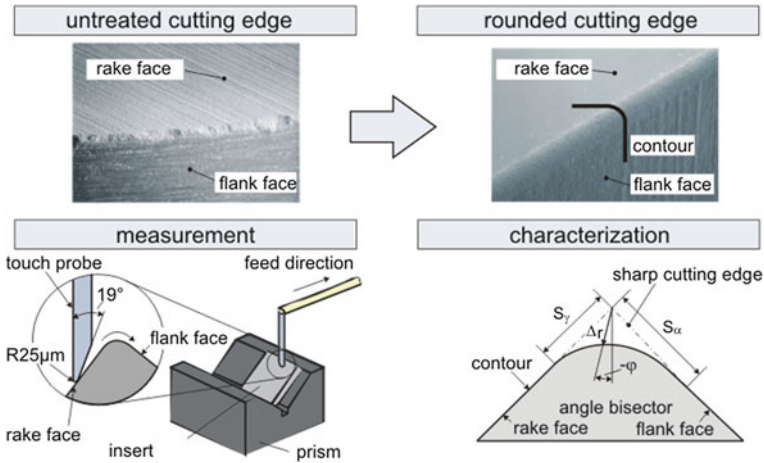 untreated cutting edge
rounded cutting edge
rake face
flank face
rake face
contour
flank face
measurement
characterization
touch probe
19°
feed direction
flank face
R25µm
rake face
insert
prism
sharp cutting edge
Sγ
Δr
Sα
contour
-φ
angle bisector
rake face
flank face